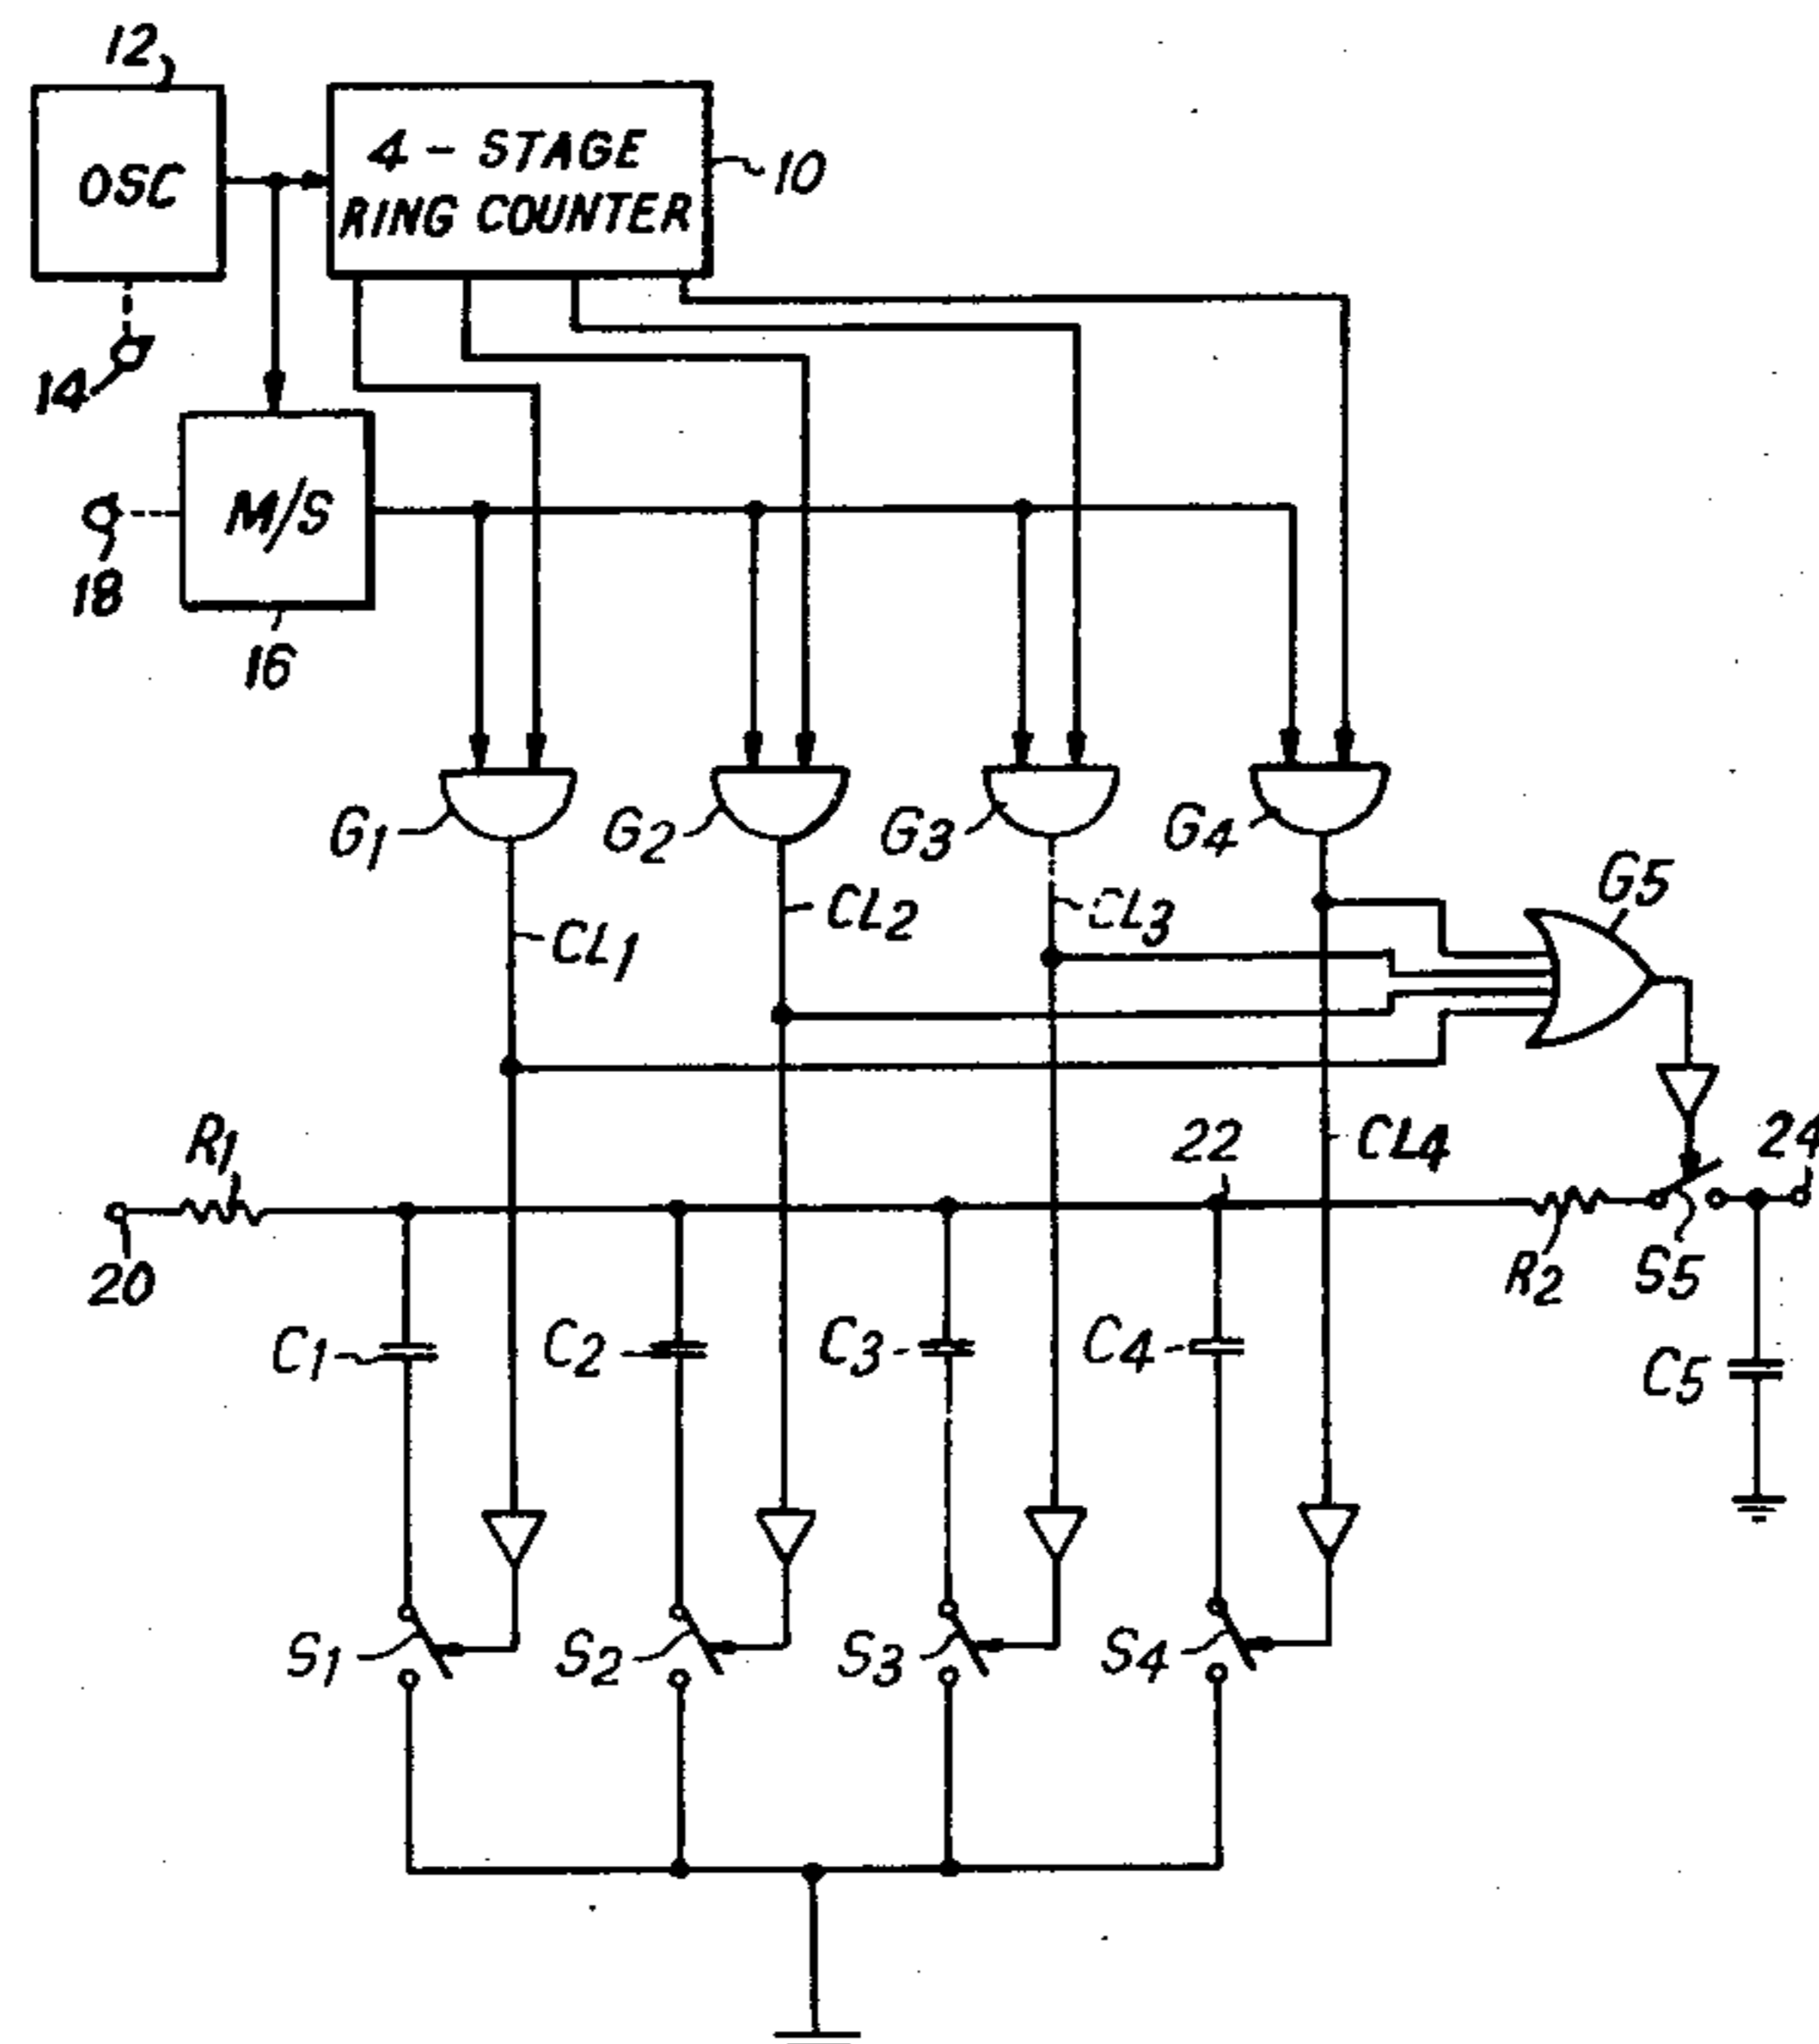 12
OSC
4 - STAGE
RING COUNTER
10
14
M/S
18
16
G1
G2
G3
G4
G5
CL1
CL2
CL3
CL4
R1
22
24
20
R2
S5
C1
C2
C3
C4
C5
S1
S2
S3
S4